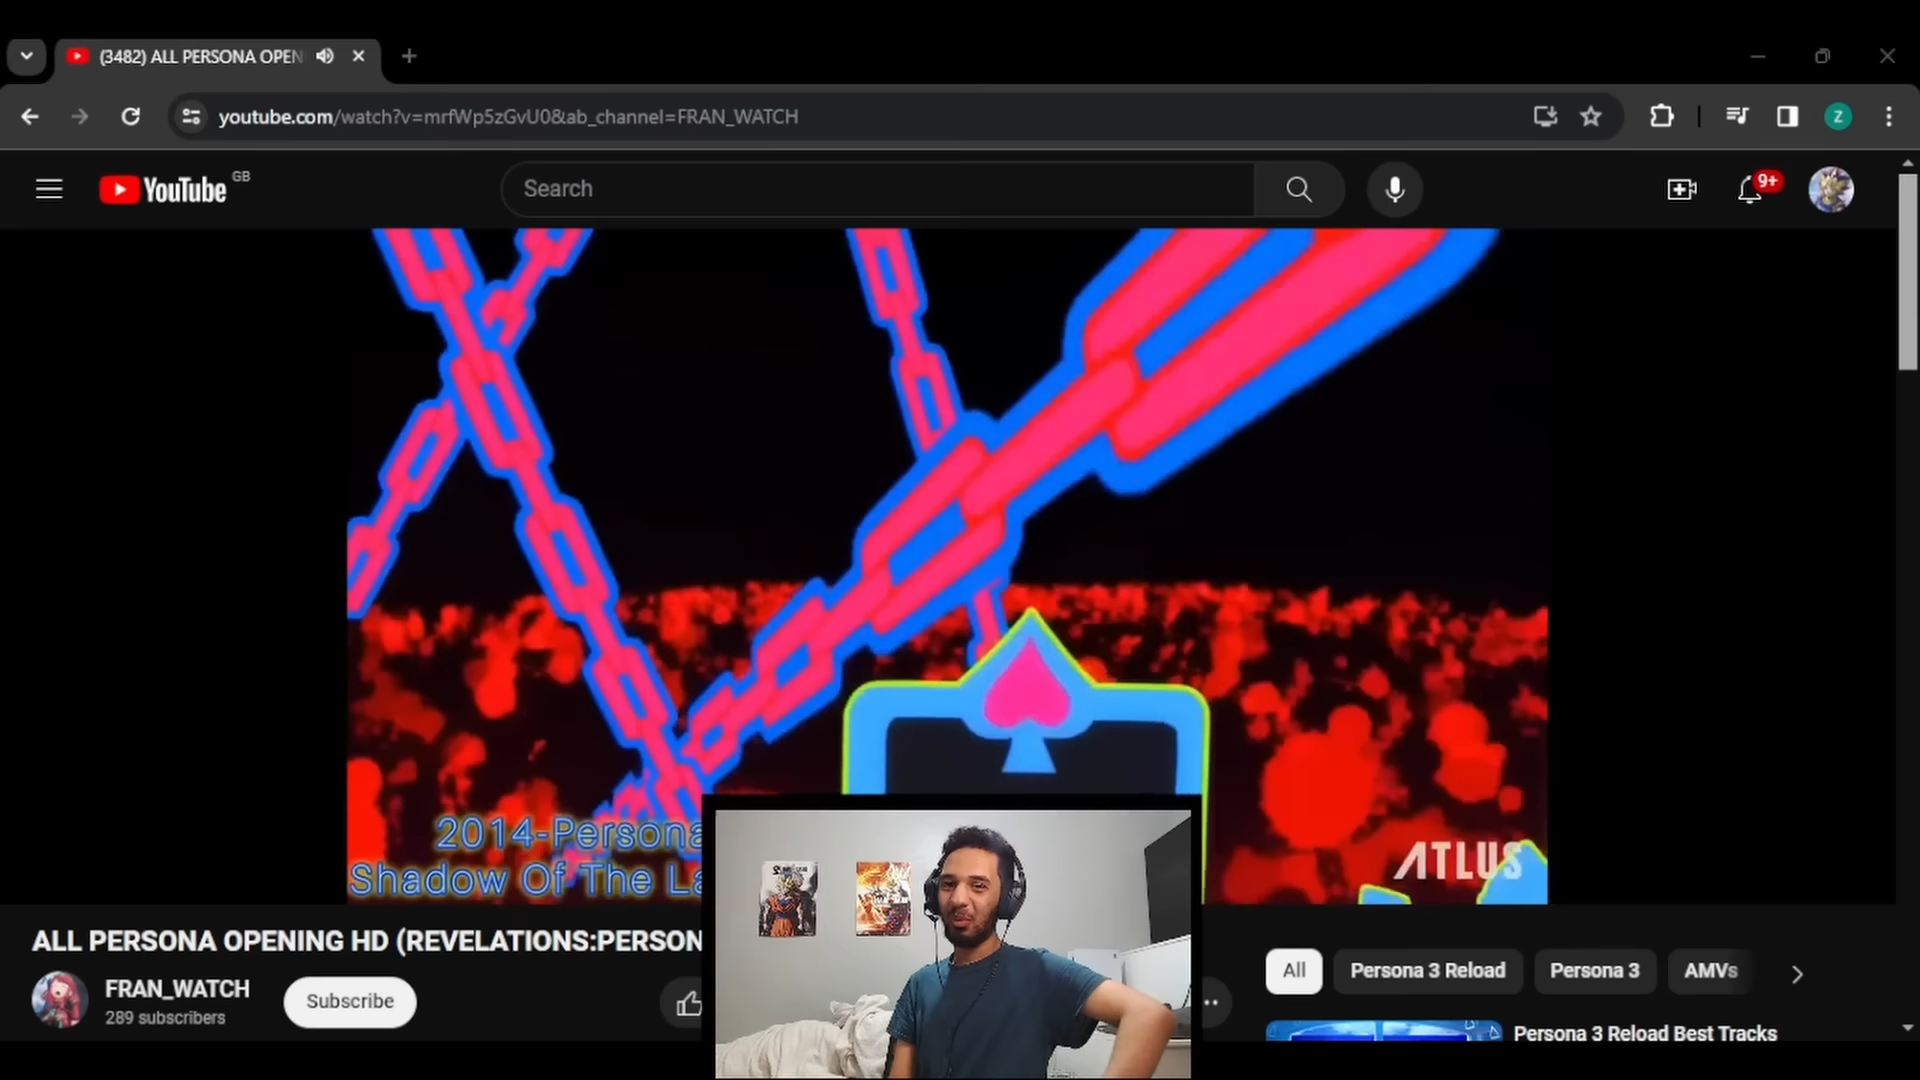 (3482) ALL PERSONA OPEN
youtube.com/watch?v=mrfWp5zGvU0&ab_channel=FRAN_WATCH
Z
YouTube GB
Search
9+
2014-Persona
Shadow Of The La
ATLUS
ALL PERSONA OPENING HD (REVELATIONS:PERSON
FRAN_WATCH
289 subscribers
Subscribe
All
Persona 3 Reload
Persona 3
AMVs
Persona 3 Reload Best Tracks